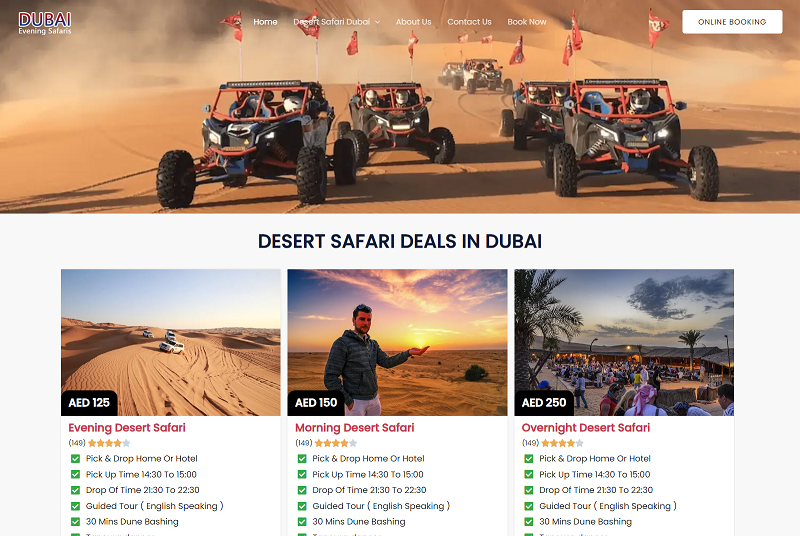 DUBAI
Evening Safaris
Home
Desert Safari Dubai
About Us
Contact Us
Book Now
ONLINE BOOKING
DESERT SAFARI DEALS IN DUBAI
AED 125
Evening Desert Safari
(149)
Pick & Drop Home Or Hotel
Pick Up Time 14:30 To 15:00
Drop Of Time 21:30 To 22:30
Guided Tour ( English Speaking )
30 Mins Dune Bashing
AED 150
Morning Desert Safari
(149)
Pick & Drop Home Or Hotel
Pick Up Time 14:30 To 15:00
Drop Of Time 21:30 To 22:30
Guided Tour ( English Speaking )
30 Mins Dune Bashing
AED 250
Overnight Desert Safari
(149)
Pick & Drop Home Or Hotel
Pick Up Time 14:30 To 15:00
Drop Of Time 21:30 To 22:30
Guided Tour ( English Speaking )
30 Mins Dune Bashing